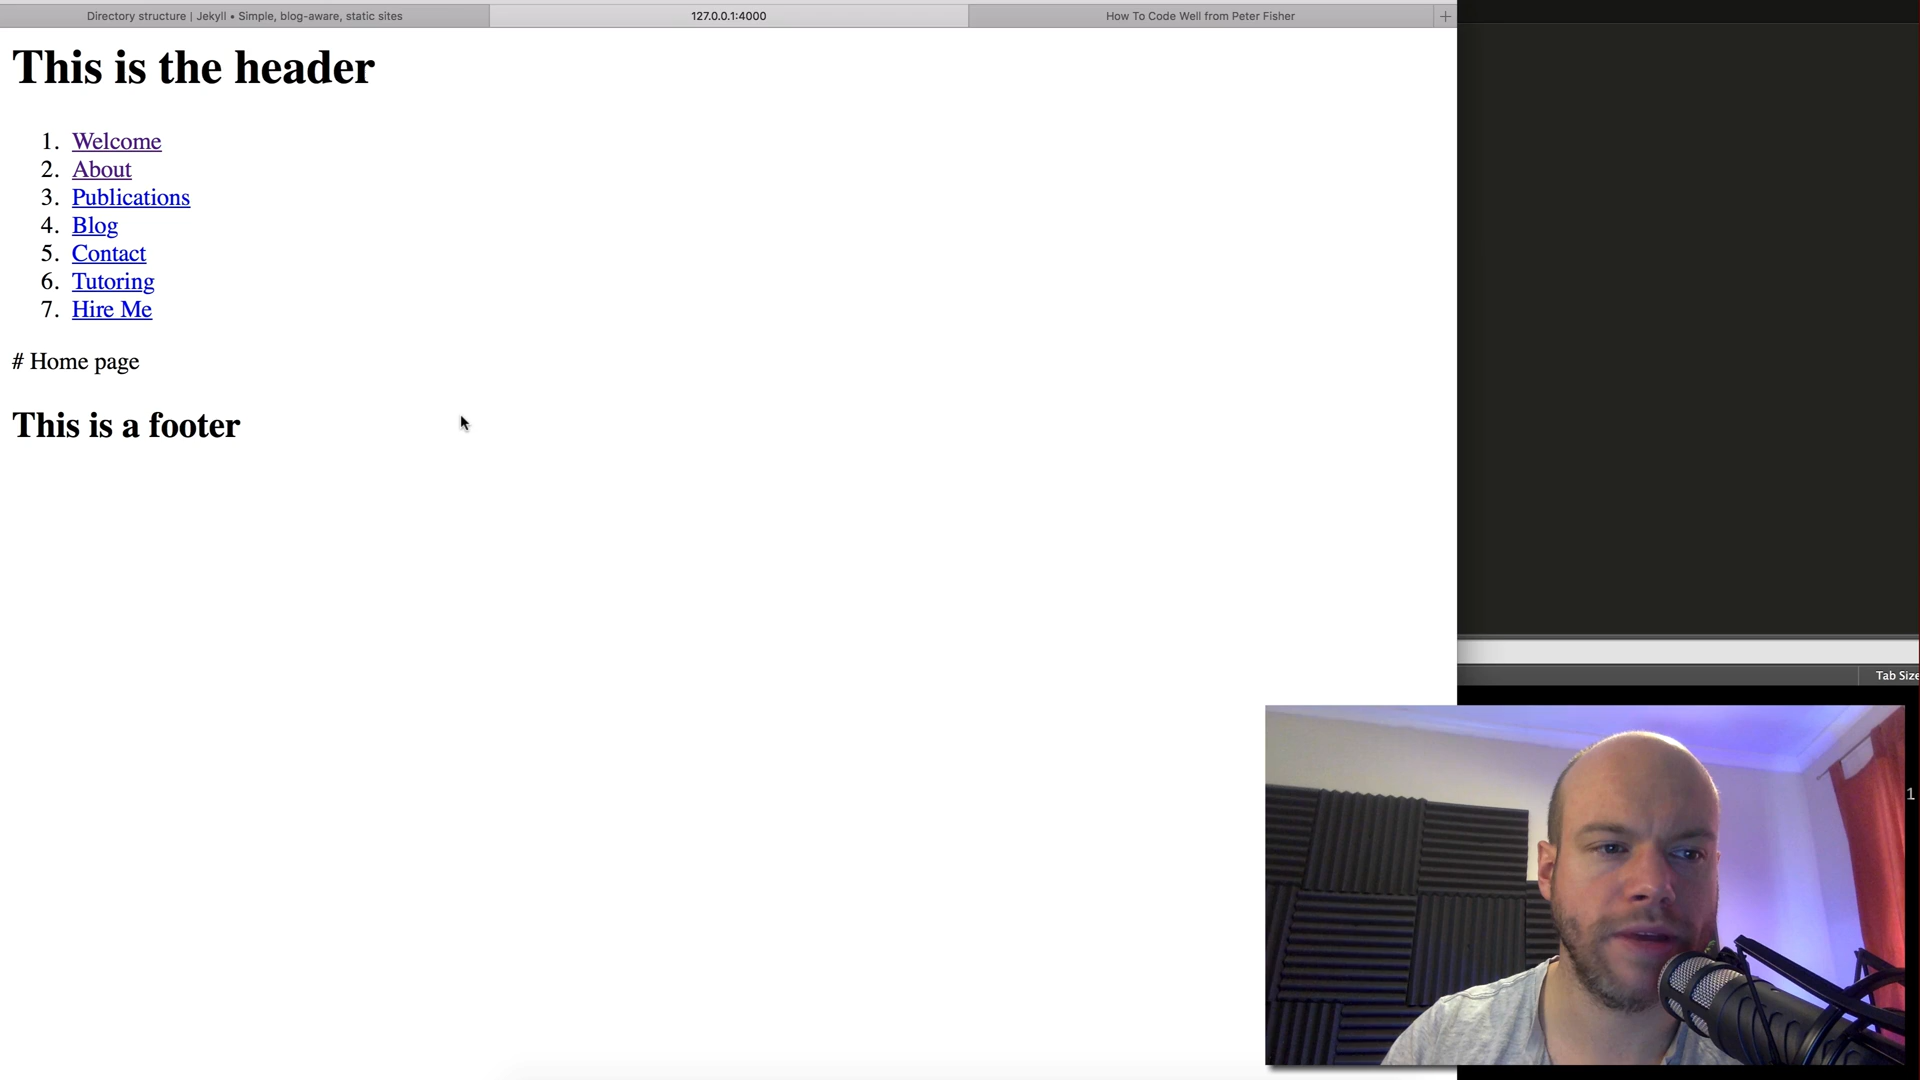 Directory structure | Jekyll • Simple, blog-aware, static sites
127.0.0.1:4000
How To Code Well from Peter Fisher
This is the header
1. Welcome
2. About
3. Publications
4. Blog
5. Contact
6. Tutoring
7. Hire Me
# Home page
This is a footer
Tab Size
1